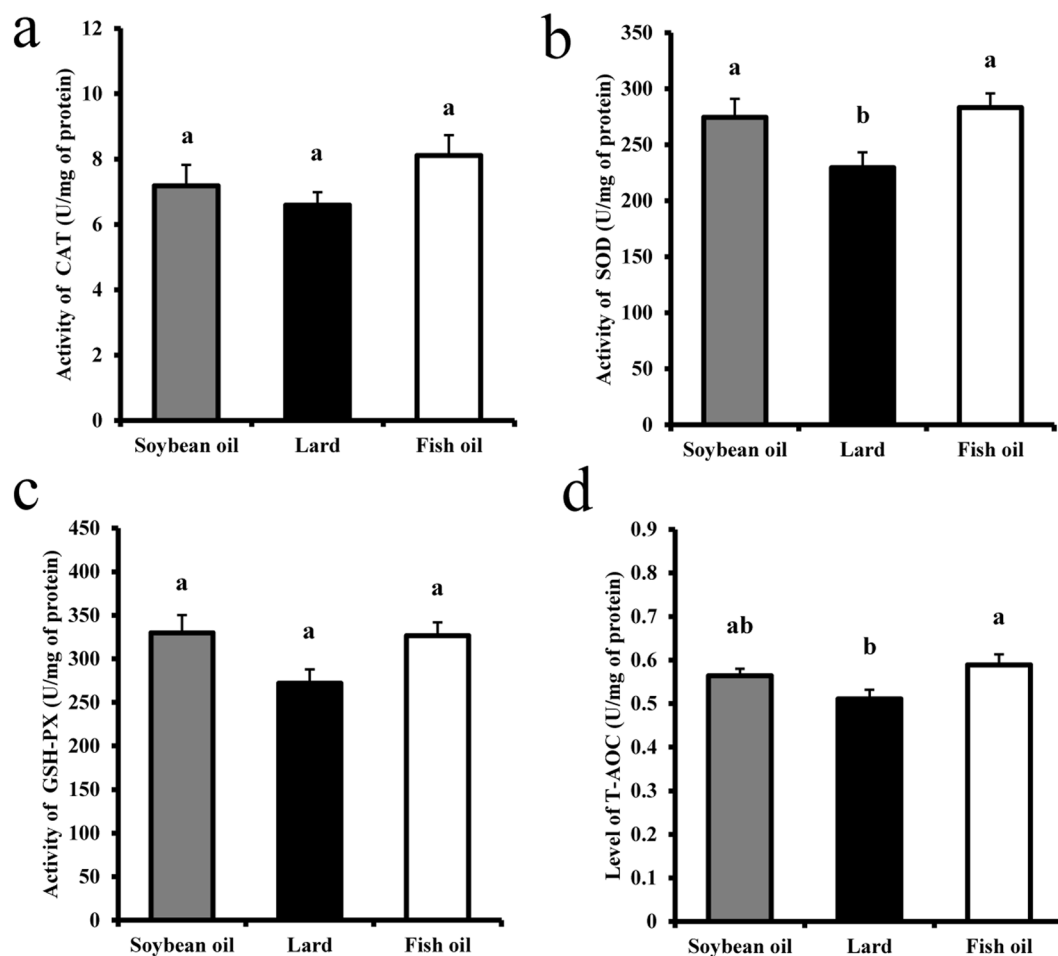 a
12
10
8
6
4
2
0
Activity of CAT (U/mg of protein)
a
a
a
Soybean oil
Lard
Fish oil
b
350
300
250
200
150
100
50
0
Activity of SOD (U/mg of protein)
a
b
a
Soybean oil
Lard
Fish oil
c
450
400
350
300
250
200
150
100
50
0
Activity of GSH-PX (U/mg of protein)
a
a
a
Soybean oil
Lard
Fish oil
d
0.9
0.8
0.7
0.6
0.5
0.4
0.3
0.2
0.1
0
Level of T-AOC (U/mg of protein)
ab
b
a
Soybean oil
Lard
Fish oil